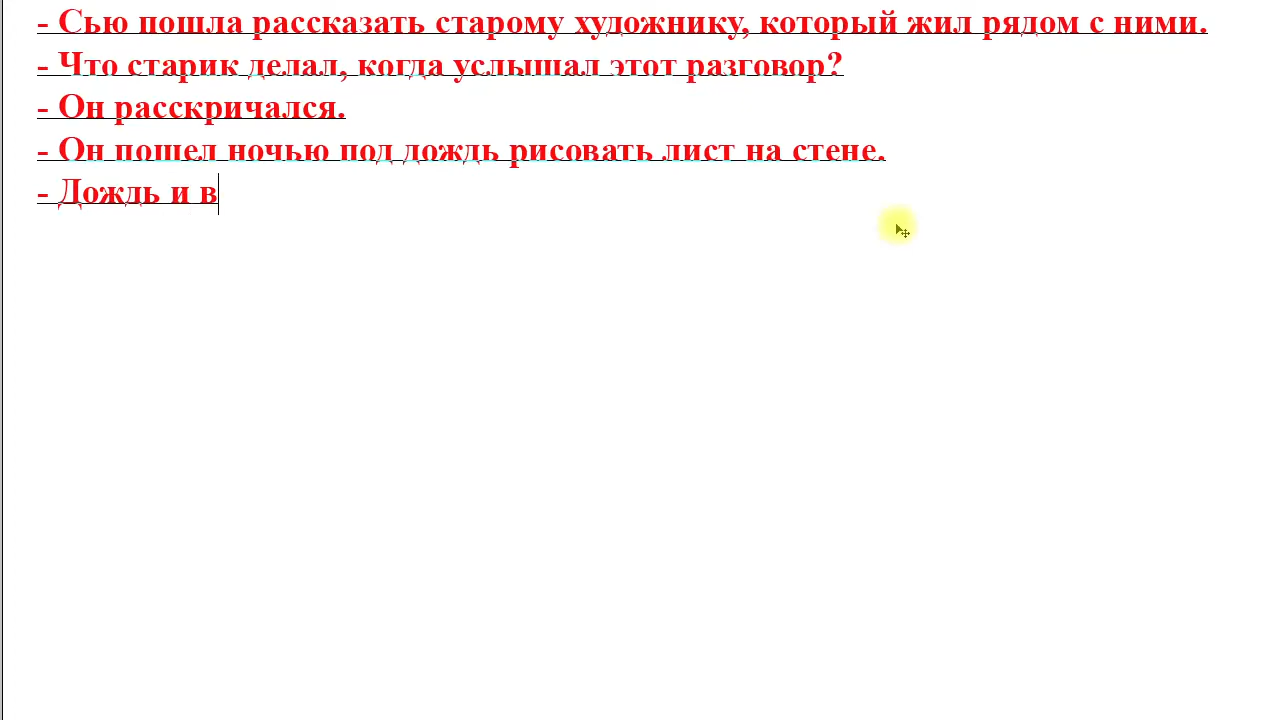 - Сью пошла рассказать старому художнику, который жил рядом с ними.
- Что старик делал, когда услышал этот разговор?
- Он расскричался.
- Он пошел ночью под дождь рисовать лист на стене.
- Дождь и в